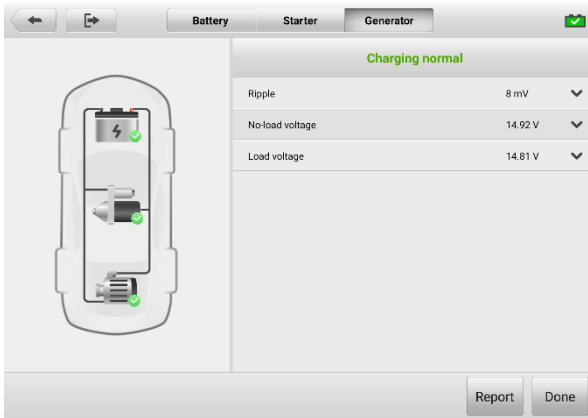 Battery Starter Generator
Charging normal
Ripple 8 mV
No-load voltage 14.92 V
Load voltage 14.81 V
Report Done